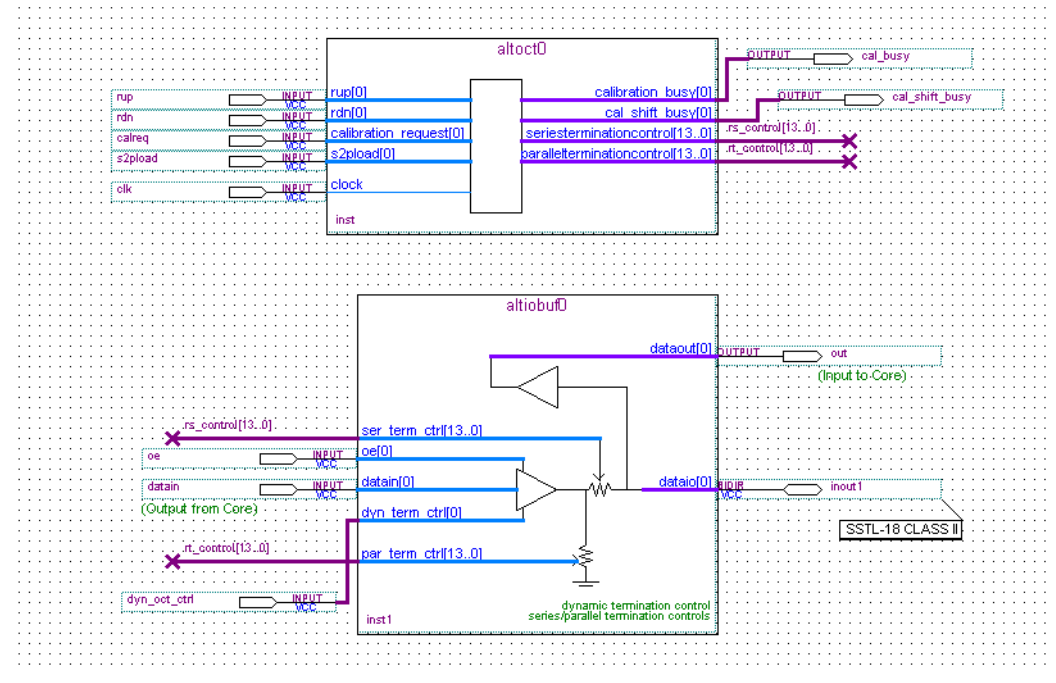 altoct0
OUTPUT cal_busy
rup INPUT VCC rup[0] calibration_busy[0] OUTPUT cal_shift_busy
rdn INPUT VCC rdn[0] cal_shift_busy[0]
calreq INPUT VCC calibration_request[0] seriesterminationcontrol[13..0] rs_control[13..0]
s2pload INPUT VCC s2pload[0] parallelterminationcontrol[13..0] rt_control[13..0]
clk INPUT VCC clock
inst
altiobuf0
dataout[0] OUTPUT out
(Input to Core)
rs_control[13..0] ser_term_ctrl[13..0]
oe INPUT VCC oe[0]
datain INPUT VCC datain[0] dataio[0] BIDIR VCC inout1
(Output from Core) dyn_term_ctrl[0]
SSTL-18 CLASS II
rt_control[13..0] par_term_ctrl[13..0]
dyn_oct_ctrl INPUT VCC
dynamic termination control
inst1 series/parallel termination controls